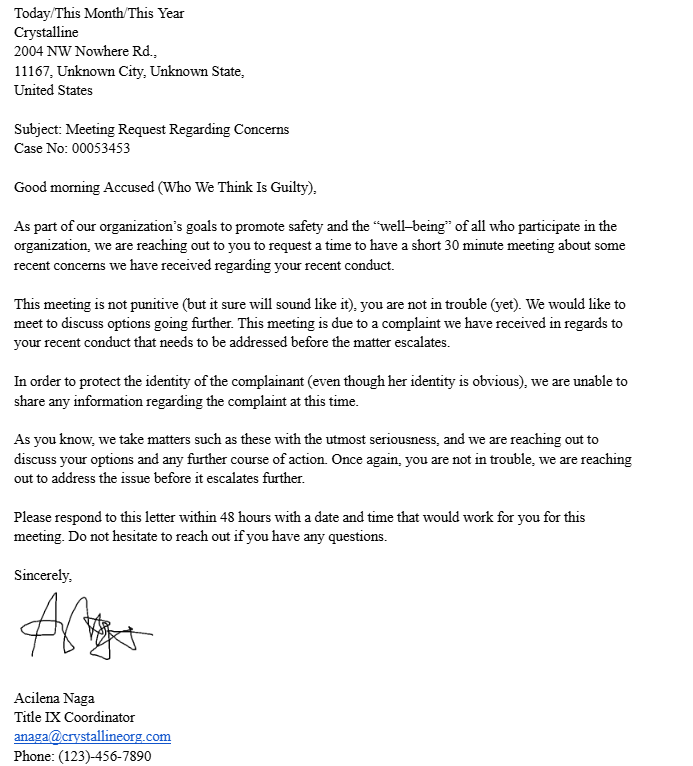 Today/This Month/This Year
Crystalline
2004 NW Nowhere Rd.,
11167, Unknown City, Unknown State,
United States
Subject: Meeting Request Regarding Concerns
Case No: 00053453
Good morning Accused (Who We Think Is Guilty),
As part of our organization’s goals to promote safety and the “well–being” of all who participate in the
organization, we are reaching out to you to request a time to have a short 30 minute meeting about some
recent concerns we have received regarding your recent conduct.
This meeting is not punitive (but it sure will sound like it), you are not in trouble (yet). We would like to
meet to discuss options going further. This meeting is due to a complaint we have received in regards to
your recent conduct that needs to be addressed before the matter escalates.
In order to protect the identity of the complainant (even though her identity is obvious), we are unable to
share any information regarding the complaint at this time.
As you know, we take matters such as these with the utmost seriousness, and we are reaching out to
discuss your options and any further course of action. Once again, you are not in trouble, we are reaching
out to address the issue before it escalates further.
Please respond to this letter within 48 hours with a date and time that would work for you for this
meeting. Do not hesitate to reach out if you have any questions.
Sincerely,
Acilena Naga
Title IX Coordinator
anaga@crystallineorg.com
Phone: (123)-456-7890